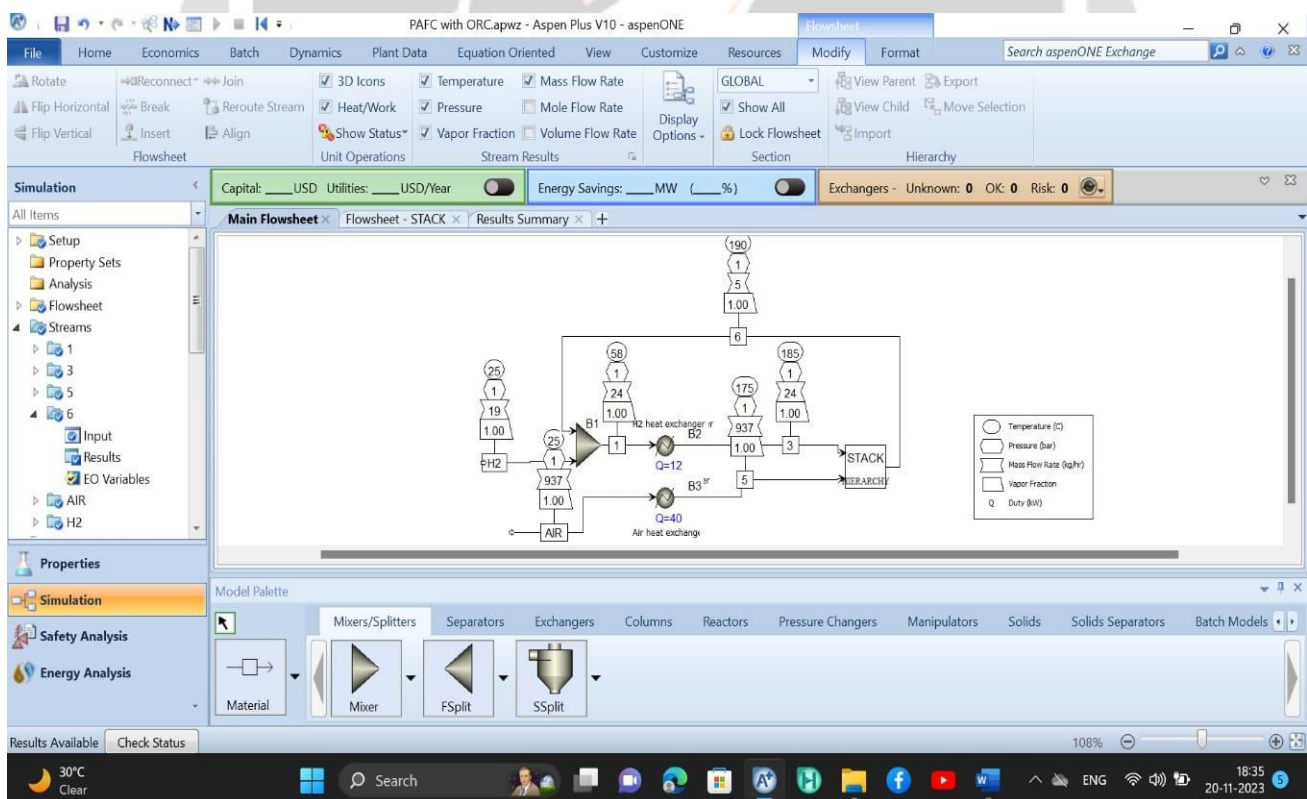 PAFC with ORC.apwz - Aspen Plus V10 - aspenONE
Flowsheet
File Home Economics Batch Dynamics Plant Data Equation Oriented View Customize Resources Modify Format Search aspenONE Exchange
Rotate Reconnect Join 3D Icons Temperature Mass Flow Rate GLOBAL View Parent Export
Flip Horizontal Break Reroute Stream Heat/Work Pressure Mole Flow Rate Show All View Child Move Selection
Flip Vertical Insert Align Show Status Vapor Fraction Volume Flow Rate Display Options Lock Flowsheet Import
Flowsheet Unit Operations Stream Results Section Hierarchy
Simulation
Capital: ____USD Utilities: ____USD/Year Energy Savings: ____MW (____%) Exchangers - Unknown: 0 OK: 0 Risk: 0
All Items
Main Flowsheet Flowsheet - STACK Results Summary +
Setup
Property Sets
Analysis
Flowsheet
Streams
1
3
5
6
Input
Results
EO Variables
AIR
H2
Properties
Simulation
Safety Analysis
Energy Analysis
190
1
5
1.00
6
58
1
24
1.00
1
185
1
24
1.00
3
25
1
19
1.00
H2
175
1
937
1.00
5
25
1
937
1.00
AIR
B1
H2 heat exchanger
B2
Q=12
B3
Q=40
Air heat exchange
STACK
HIERARCHY
Temperature (C)
Pressure (bar)
Mass Flow Rate (kg/hr)
Vapor Fraction
Q Duty (kW)
Model Palette
Mixers/Splitters Separators Exchangers Columns Reactors Pressure Changers Manipulators Solids Solids Separators Batch Models
Material Mixer FSplit SSplit
Results Available Check Status 108%
30°C
Clear
Search
ENG
18:35
20-11-2023
5